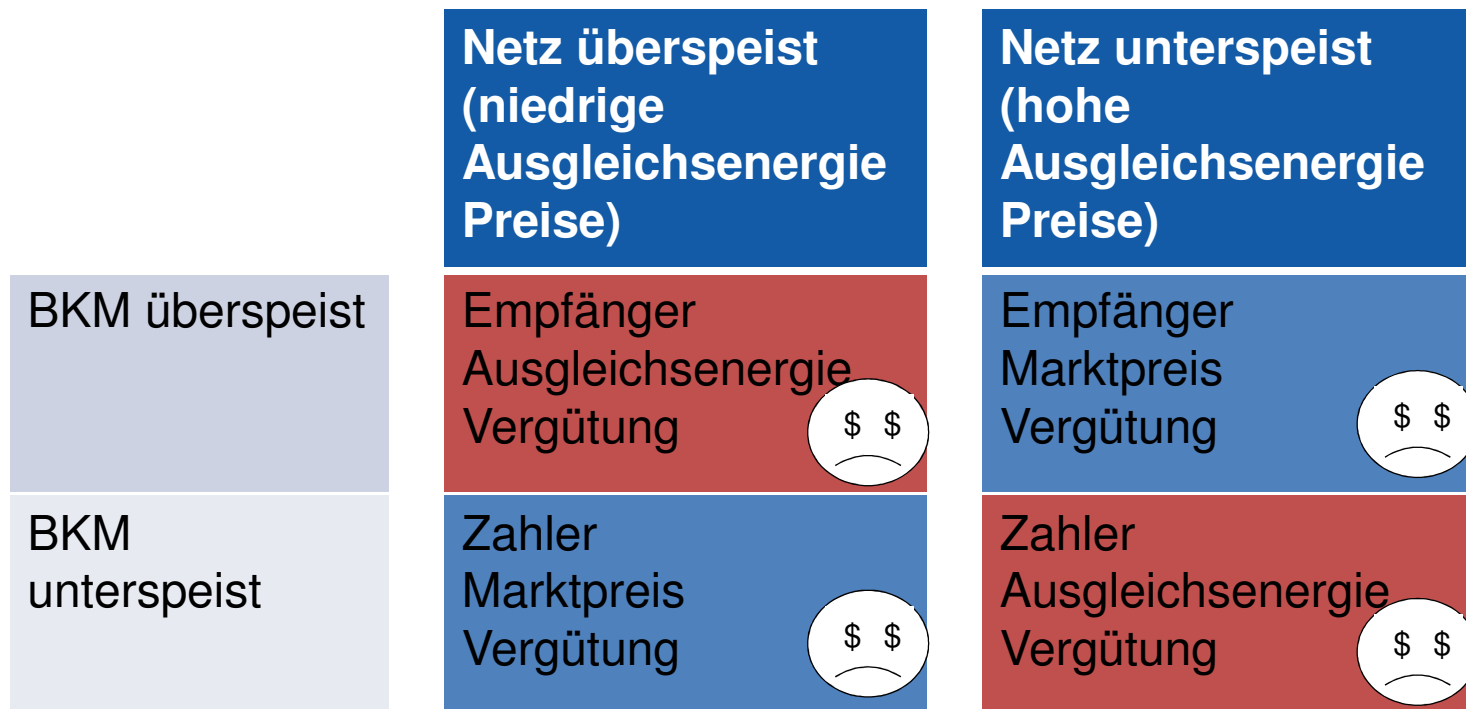 Netz überspeist
(niedrige
Ausgleichsenergie
Preise)
Netz unterspeist
(hohe
Ausgleichsenergie
Preise)
BKM überspeist
Empfänger
Ausgleichsenergie
Vergütung
$ $
Empfänger
Marktpreis
Vergütung
$ $
BKM
unterspeist
Zahler
Marktpreis
Vergütung
$ $
Zahler
Ausgleichsenergie
Vergütung
$ $